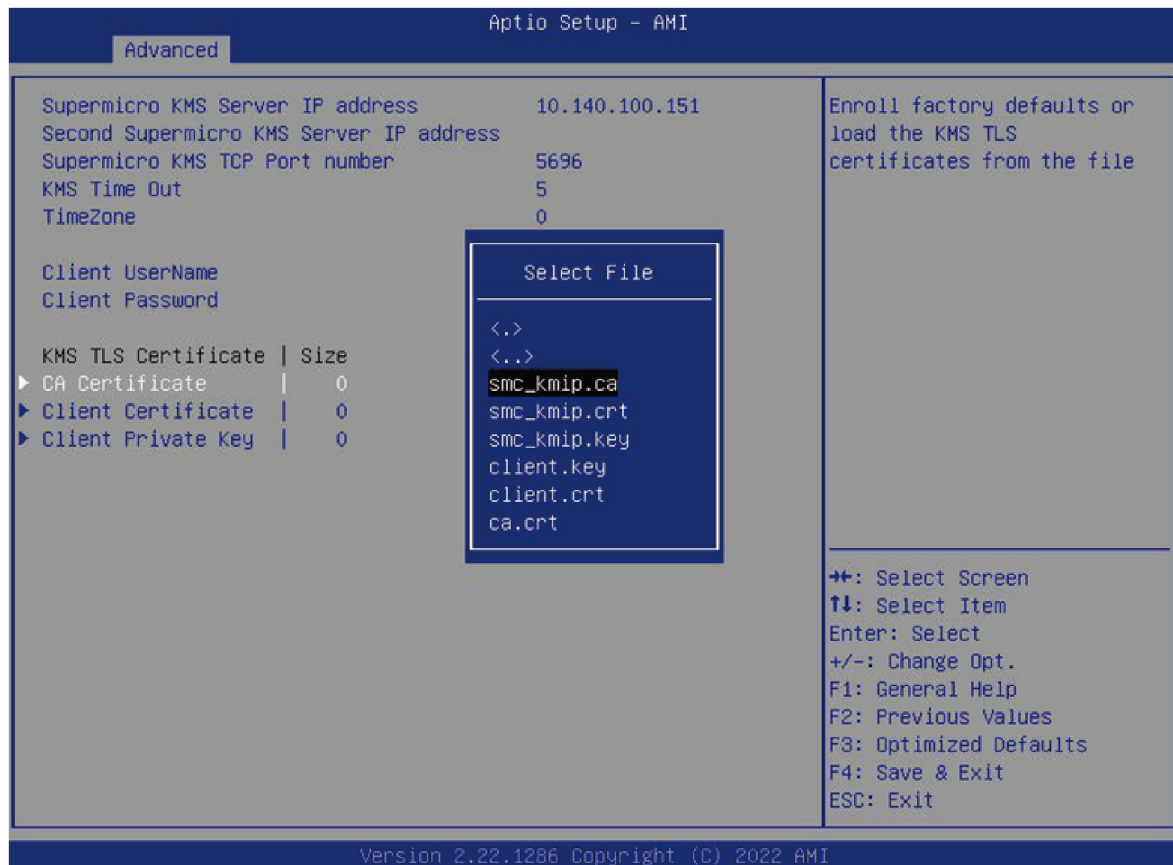 Aptio Setup - AMI
Advanced
Supermicro KMS Server IP address 10.140.100.151
Second Supermicro KMS Server IP address
Supermicro KMS TCP Port number 5696
KMS Time Out 5
TimeZone 0
Client UserName
Client Password
KMS TLS Certificate | Size
CA Certificate | 0
Client Certificate | 0
Client Private Key | 0
Select File
<.>
<..>
smc_kmip.ca
smc_kmip.crt
smc_kmip.key
client.key
client.crt
ca.crt
Enroll factory defaults or
load the KMS TLS
certificates from the file
→←: Select Screen
↑↓: Select Item
Enter: Select
+/-: Change Opt.
F1: General Help
F2: Previous Values
F3: Optimized Defaults
F4: Save & Exit
ESC: Exit
Version 2.22.1286 Copyright (C) 2022 AMI